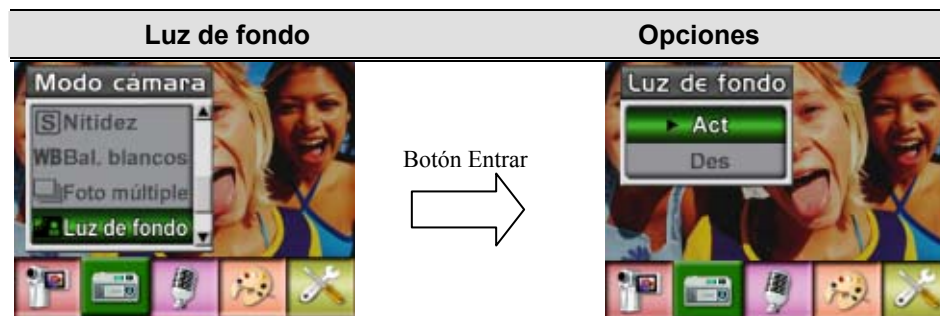 Luz de fondo
Opciones
Modo cámara
S Nitidez
WB Bal. blancos
Foto múltiple
Luz de fondo
Botón Entrar
Luz de fondo
Act
Des